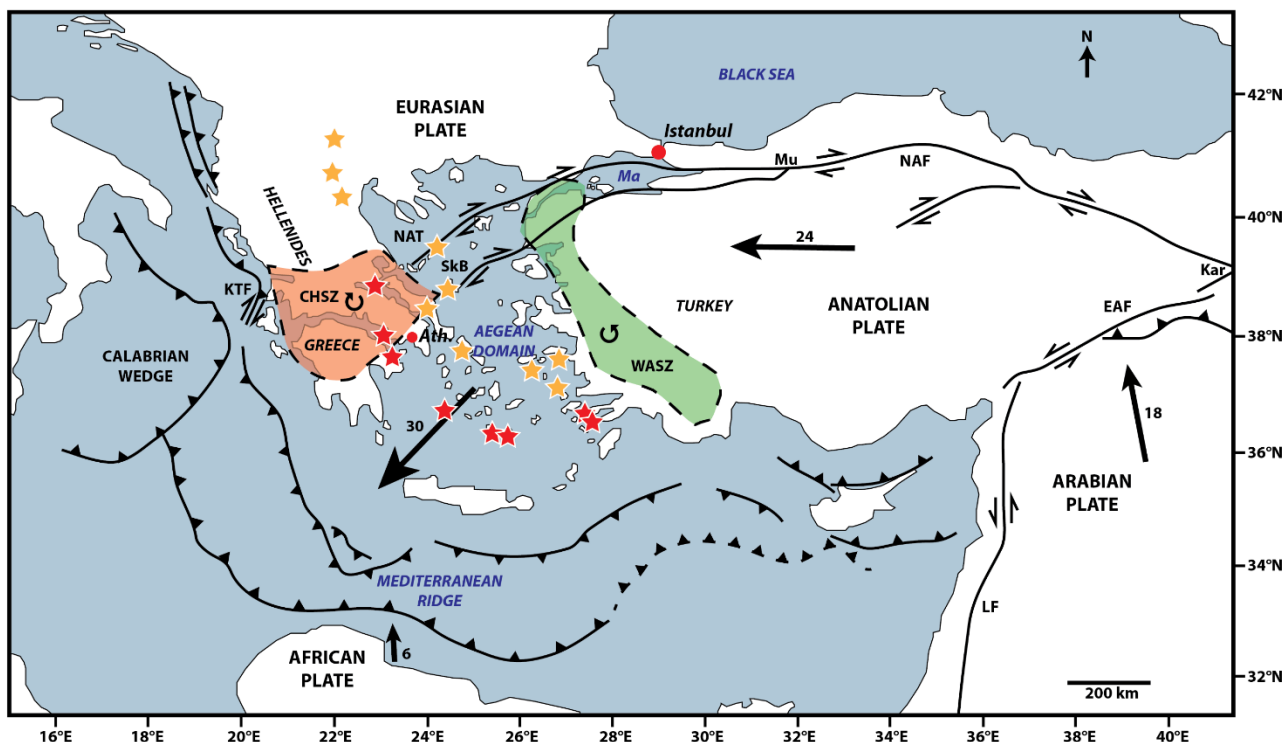 BLACK SEA
N
42°N
EURASIAN
PLATE
Istanbul
Mu
NAF
Ma
40°N
HELLENIDES
NAT
24
SkB
Kar
KTF
CHSZ
TURKEY
ANATOLIAN
PLATE
EAF
GREECE
Ath.
AEGEAN
DOMAIN
38°N
CALABRIAN
WEDGE
WASZ
30
18
36°N
ARABIAN
PLATE
34°N
MEDITERRANEAN
RIDGE
LF
6
AFRICAN
PLATE
32°N
200 km
16°E 18°E 20°E 22°E 24°E 26°E 28°E 30°E 32°E 34°E 36°E 38°E 40°E